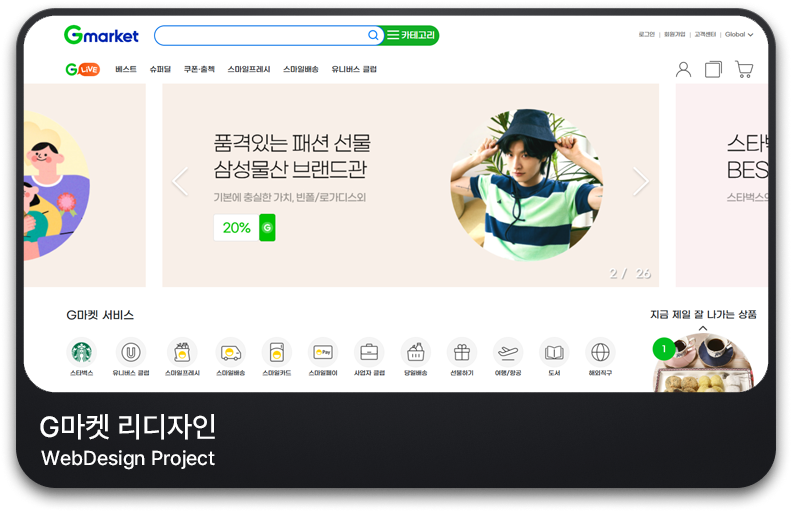 Gmarket
카테고리
로그인 | 회원가입 | 고객센터 | Global
G LIVE
베스트 슈퍼딜 쿠폰·출첵 스마일프레시 스마일배송 유니버스 클럽
품격있는 패션 선물
삼성물산 브랜드관
기본에 충실한 가치, 빈폴/로가디스외
20% G
2 / 26
스타벅
BES
스타벅스의
G마켓 서비스
스타벅스 유니버스 클럽 스마일프레시 스마일배송 스마일카드 스마일페이 사업자 클럽 당일배송 선물하기 여행/항공 도서 해외직구
Pay
지금 제일 잘 나가는 상품
1
G마켓 리디자인
WebDesign Project